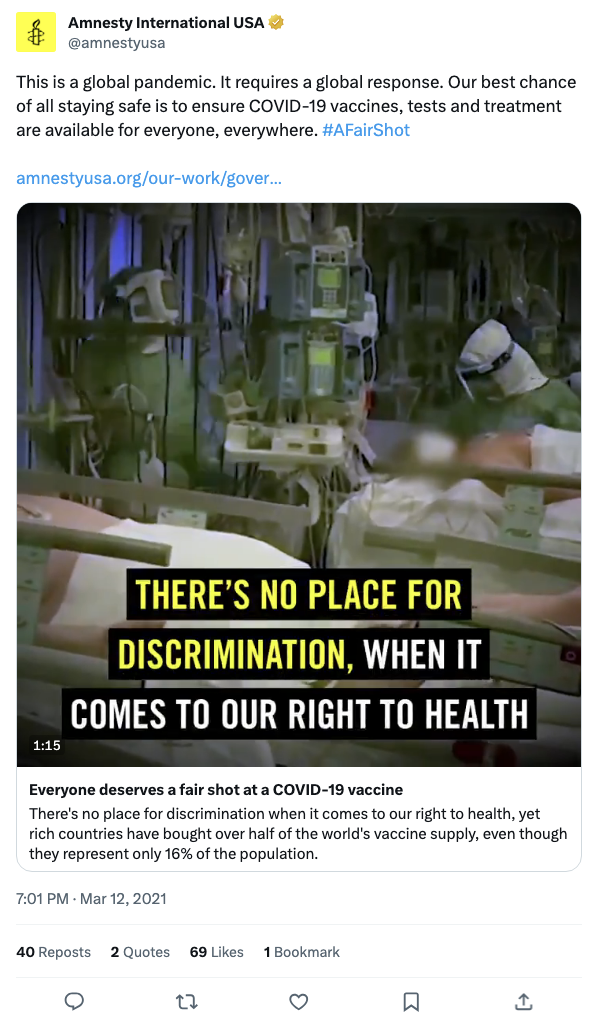 Amnesty International USA
@amnestyusa
This is a global pandemic. It requires a global response. Our best chance
of all staying safe is to ensure COVID-19 vaccines, tests and treatment
are available for everyone, everywhere. #AFairShot
amnestyusa.org/our-work/gover...
THERE'S NO PLACE FOR
DISCRIMINATION, WHEN IT
COMES TO OUR RIGHT TO HEALTH
1:15
Everyone deserves a fair shot at a COVID-19 vaccine
There's no place for discrimination when it comes to our right to health, yet
rich countries have bought over half of the world's vaccine supply, even though
they represent only 16% of the population.
7:01 PM · Mar 12, 2021
40 Reposts 2 Quotes 69 Likes 1 Bookmark